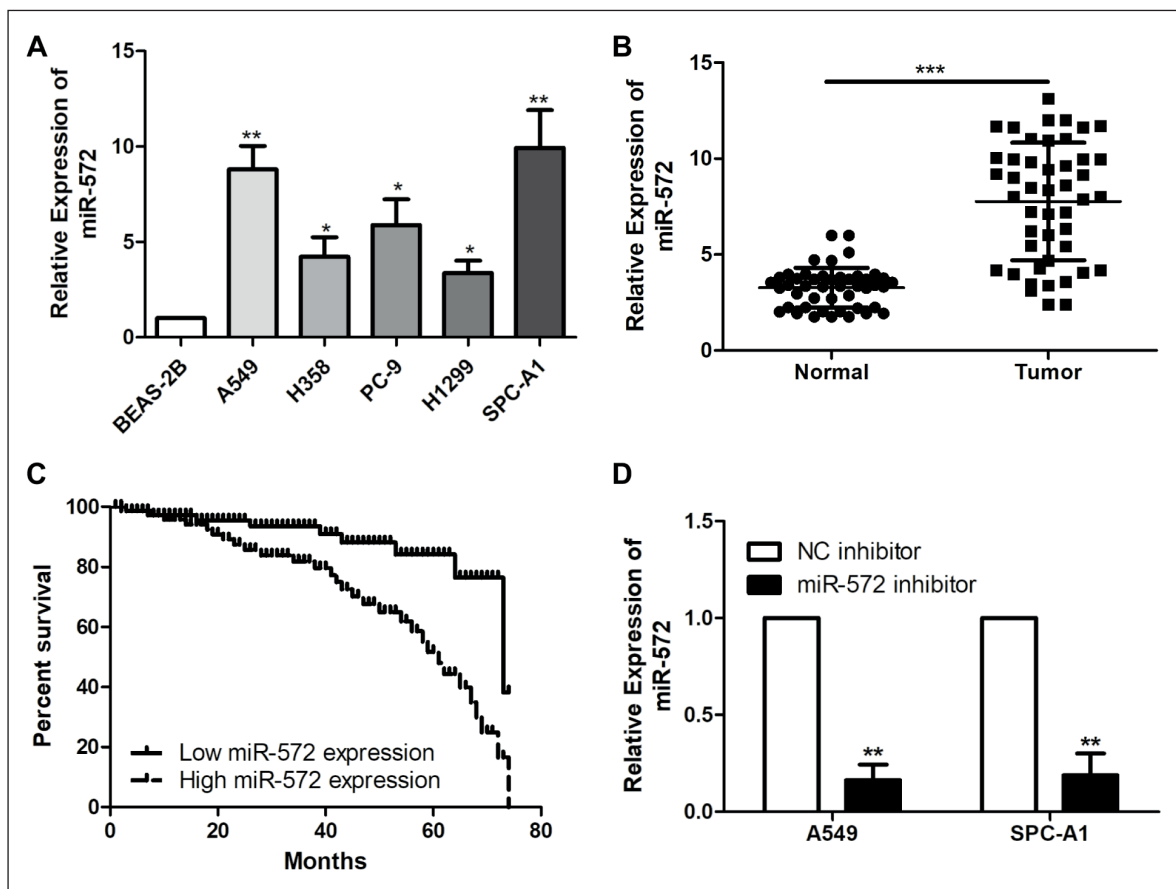 A
Relative Expression of
miR-572
15
10
5
0
**
*
*
*
**
BEAS-2B
A549
H358
PC-9
H1299
SPC-A1
B
Relative Expression of
miR-572
15
10
5
0
***
Normal
Tumor
C
Percent survival
100
80
60
40
20
0
Low miR-572 expression
High miR-572 expression
0
20
40
60
80
Months
D
Relative Expression of
miR-572
1.5
1.0
0.5
0.0
NC inhibitor
miR-572 inhibitor
**
**
A549
SPC-A1